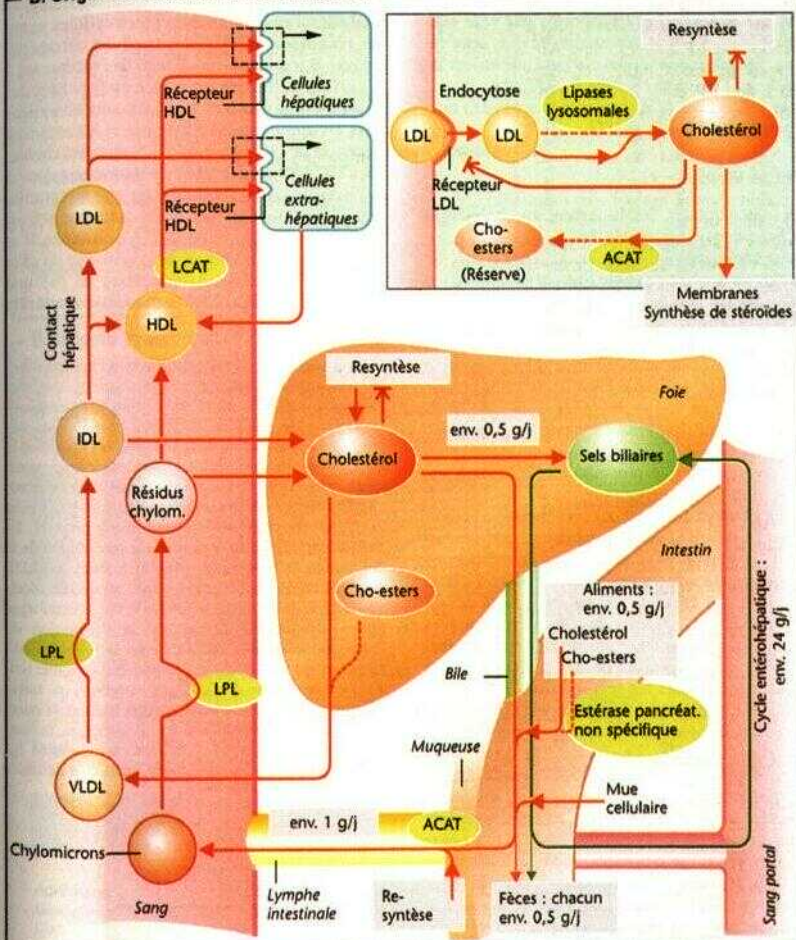 Récepteur
HDL
Cellules
hépatiques
Récepteur
HDL
Cellules
extra-
hépatiques
LDL
LCAT
Contact
hépatique
HDL
IDL
Résidus
chylom.
LPL
LPL
VLDL
Chylomicrons
Sang
Resyntèse
Endocytose
Lipases
lysosomales
LDL
LDL
Cholestérol
Récepteur
LDL
Cho-
esters
(Réserve)
ACAT
Membranes
Synthèse de stéroïdes
Resyntèse
Foie
env. 0,5 g/j
Cholestérol
Sels biliaires
Cho-esters
Intestin
Aliments :
env. 0,5 g/j
Cholestérol
Cho-esters
Bile
Estérase pancréat.
non spécifique
Muqueuse
Mue
cellulaire
env. 1 g/j
ACAT
Lymphe
intestinale
Re-
syntèse
Fèces : chacun
env. 0,5 g/j
Cycle entérohépatique :
env. 24 g/j
Sang portal